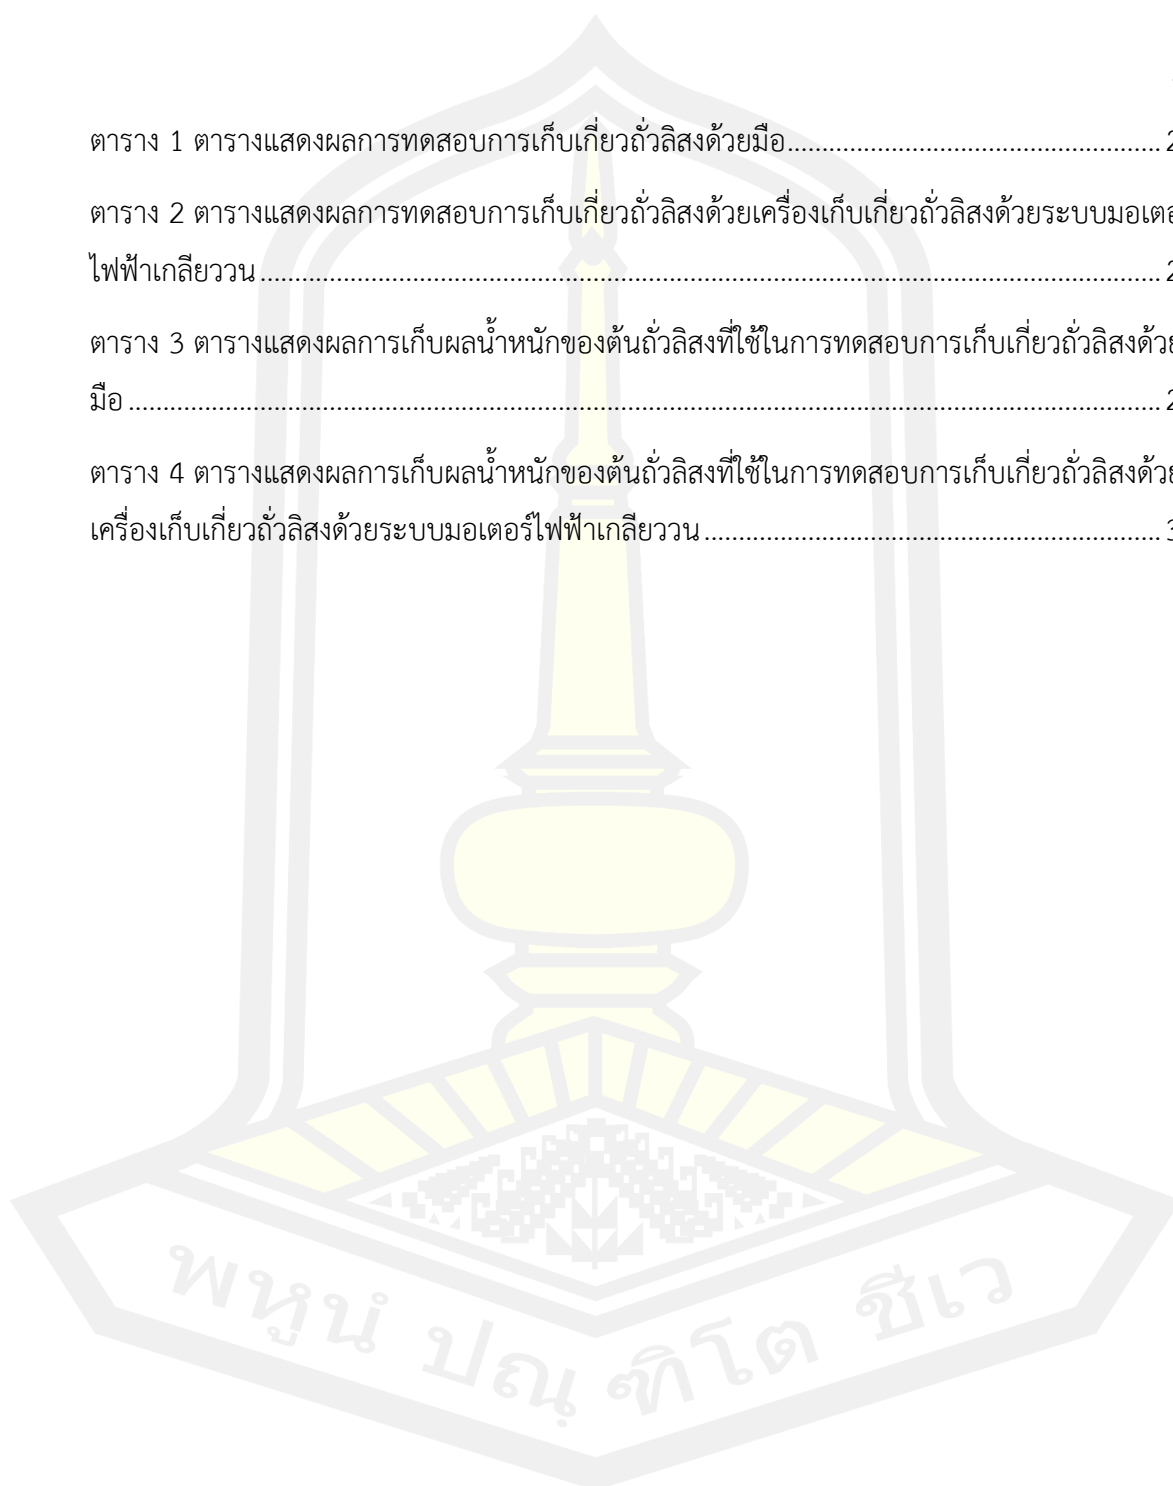 ตาราง 1 ตารางแสดงผลการทดสอบการเก็บเกี่ยวถั่วลิสงด้วยมือ...................................................... 2
ตาราง 2 ตารางแสดงผลการทดสอบการเก็บเกี่ยวถั่วลิสงด้วยเครื่องเก็บเกี่ยวถั่วลิสงด้วยระบบมอเตอ
ไฟฟ้าเกลียววน.................................................................................................................................. 2
ตาราง 3 ตารางแสดงผลการเก็บผลน้ำหนักของต้นถั่วลิสงที่ใช้ในการทดสอบการเก็บเกี่ยวถั่วลิสงด้วย
มือ ..................................................................................................................................................... 2
ตาราง 4 ตารางแสดงผลการเก็บผลน้ำหนักของต้นถั่วลิสงที่ใช้ในการทดสอบการเก็บเกี่ยวถั่วลิสงด้วย
เครื่องเก็บเกี่ยวถั่วลิสงด้วยระบบมอเตอร์ไฟฟ้าเกลียววน.................................................................. 3
พหูนํ ปณฺ ฑิโต ชีเว